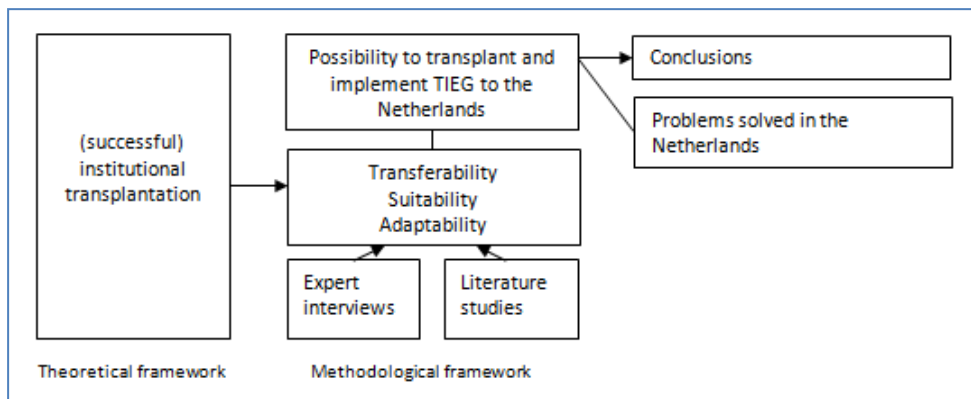 (successful)
institutional
transplantation
Possibility to transplant and
implement TIEG to the
Netherlands
Transferability
Suitability
Adaptability
Expert
interviews
Literature
studies
Conclusions
Problems solved in the
Netherlands
Theoretical framework
Methodological framework